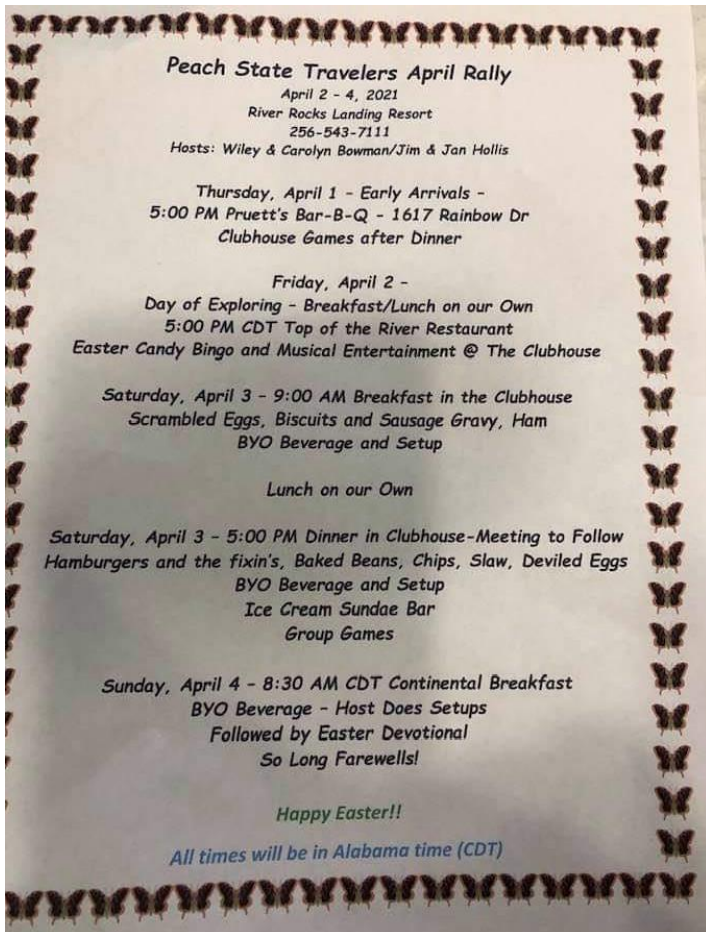 Peach State Travelers April Rally
April 2 - 4, 2021
River Rocks Landing Resort
256-543-7111
Hosts: Wiley & Carolyn Bowman/Jim & Jan Hollis
Thursday, April 1 - Early Arrivals -
5:00 PM Pruett's Bar-B-Q - 1617 Rainbow Dr
Clubhouse Games after Dinner
Friday, April 2 -
Day of Exploring - Breakfast/Lunch on our Own
5:00 PM CDT Top of the River Restaurant
Easter Candy Bingo and Musical Entertainment @ The Clubhouse
Saturday, April 3 - 9:00 AM Breakfast in the Clubhouse
Scrambled Eggs, Biscuits and Sausage Gravy, Ham
BYO Beverage and Setup
Lunch on our Own
Saturday, April 3 - 5:00 PM Dinner in Clubhouse-Meeting to Follow
Hamburgers and the fixin's, Baked Beans, Chips, Slaw, Deviled Eggs
BYO Beverage and Setup
Ice Cream Sundae Bar
Group Games
Sunday, April 4 - 8:30 AM CDT Continental Breakfast
BYO Beverage - Host Does Setups
Followed by Easter Devotional
So Long Farewells!
Happy Easter!!
All times will be in Alabama time (CDT)